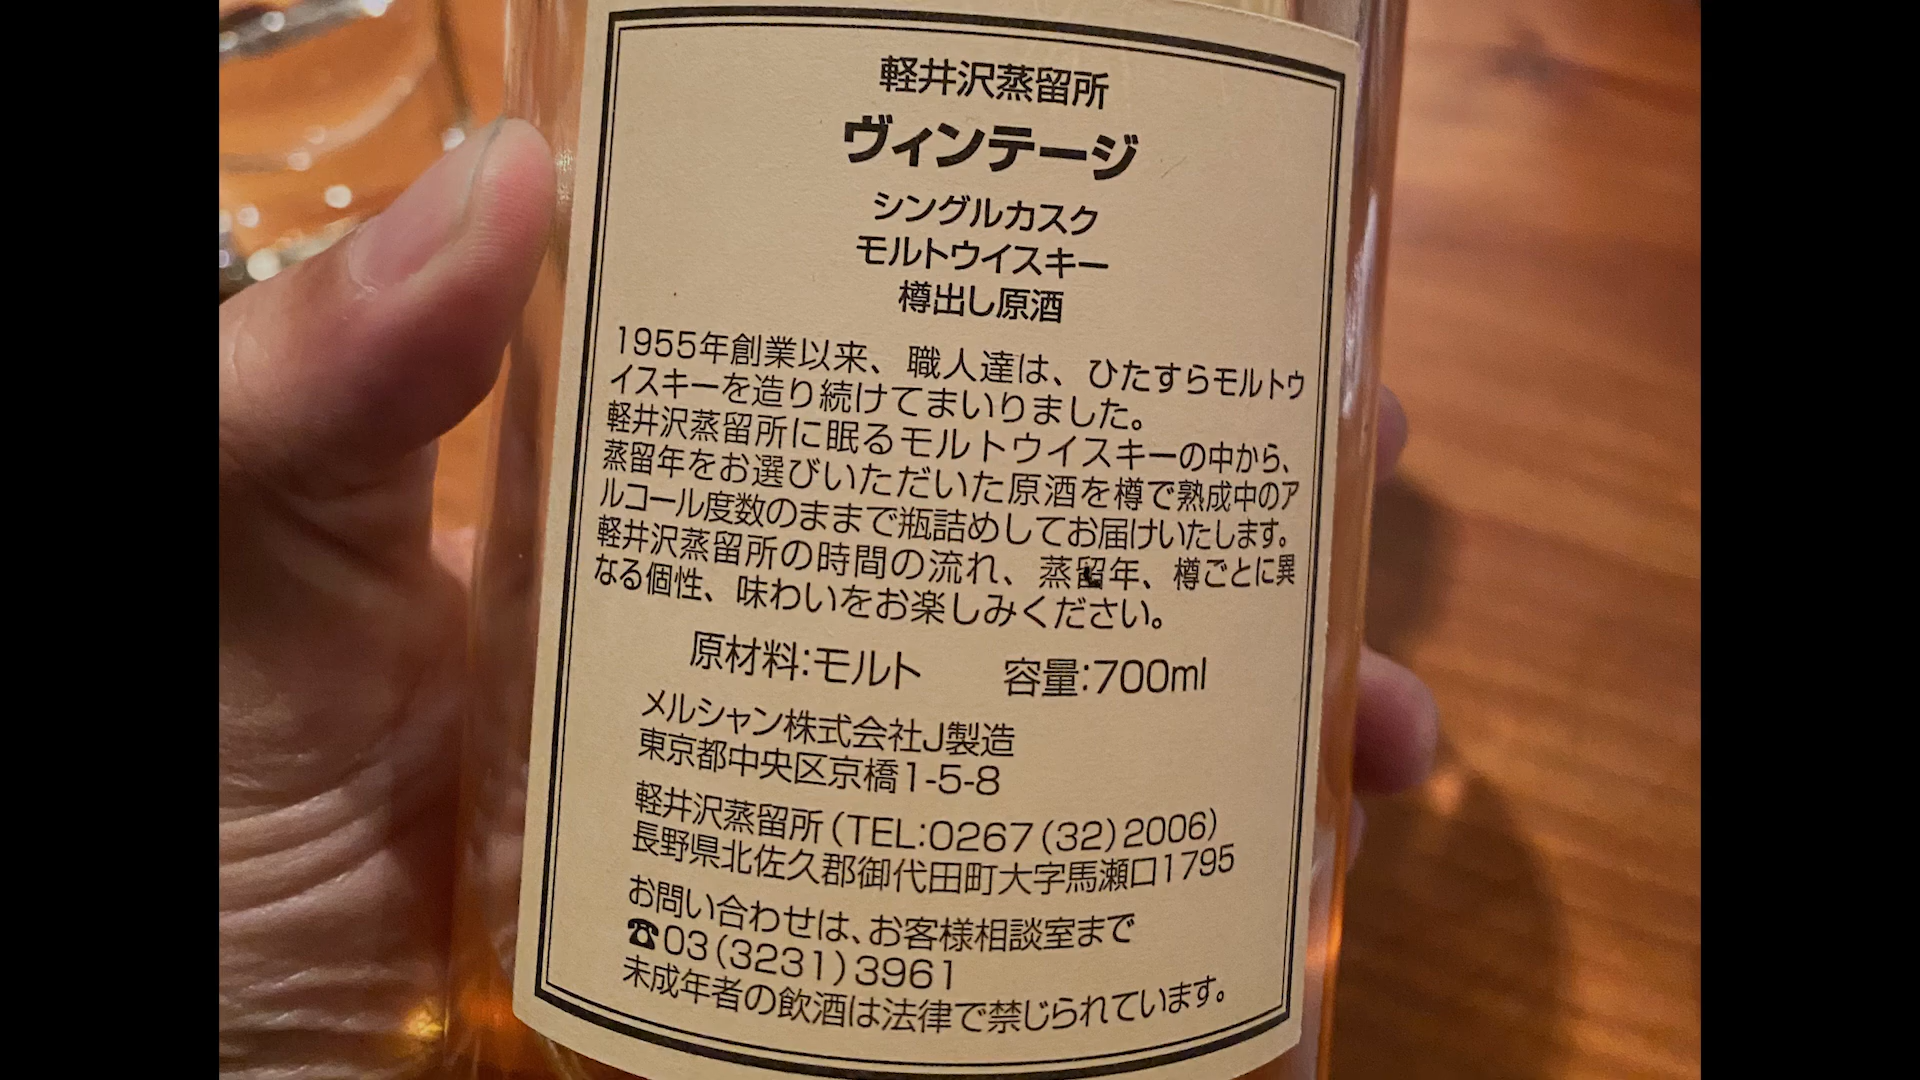 軽井沢蒸留所
ヴィンテージ
シングルカスク
モルトウイスキー
樽出し原酒
1955年創業以来、職人達は、ひたすらモルトウ
イスキーを造り続けてまいりました。
軽井沢蒸留所に眠るモルトウイスキーの中から、
蒸留年をお選びいただいた原酒を樽で熟成中のア
ルコール度数のままで瓶詰めしてお届けいたします。
軽井沢蒸留所の時間の流れ、蒸留年、樽ごとに異
なる個性、味わいをお楽しみください。
原材料:モルト 容量:700ml
メルシャン株式会社J製造
東京都中央区京橋1-5-8
軽井沢蒸留所(TEL:0267(32)2006)
長野県北佐久郡御代田町大字馬瀬口1795
お問い合わせは、お客様相談室まで
☎03(3231)3961
未成年者の飲酒は法律で禁じられています。